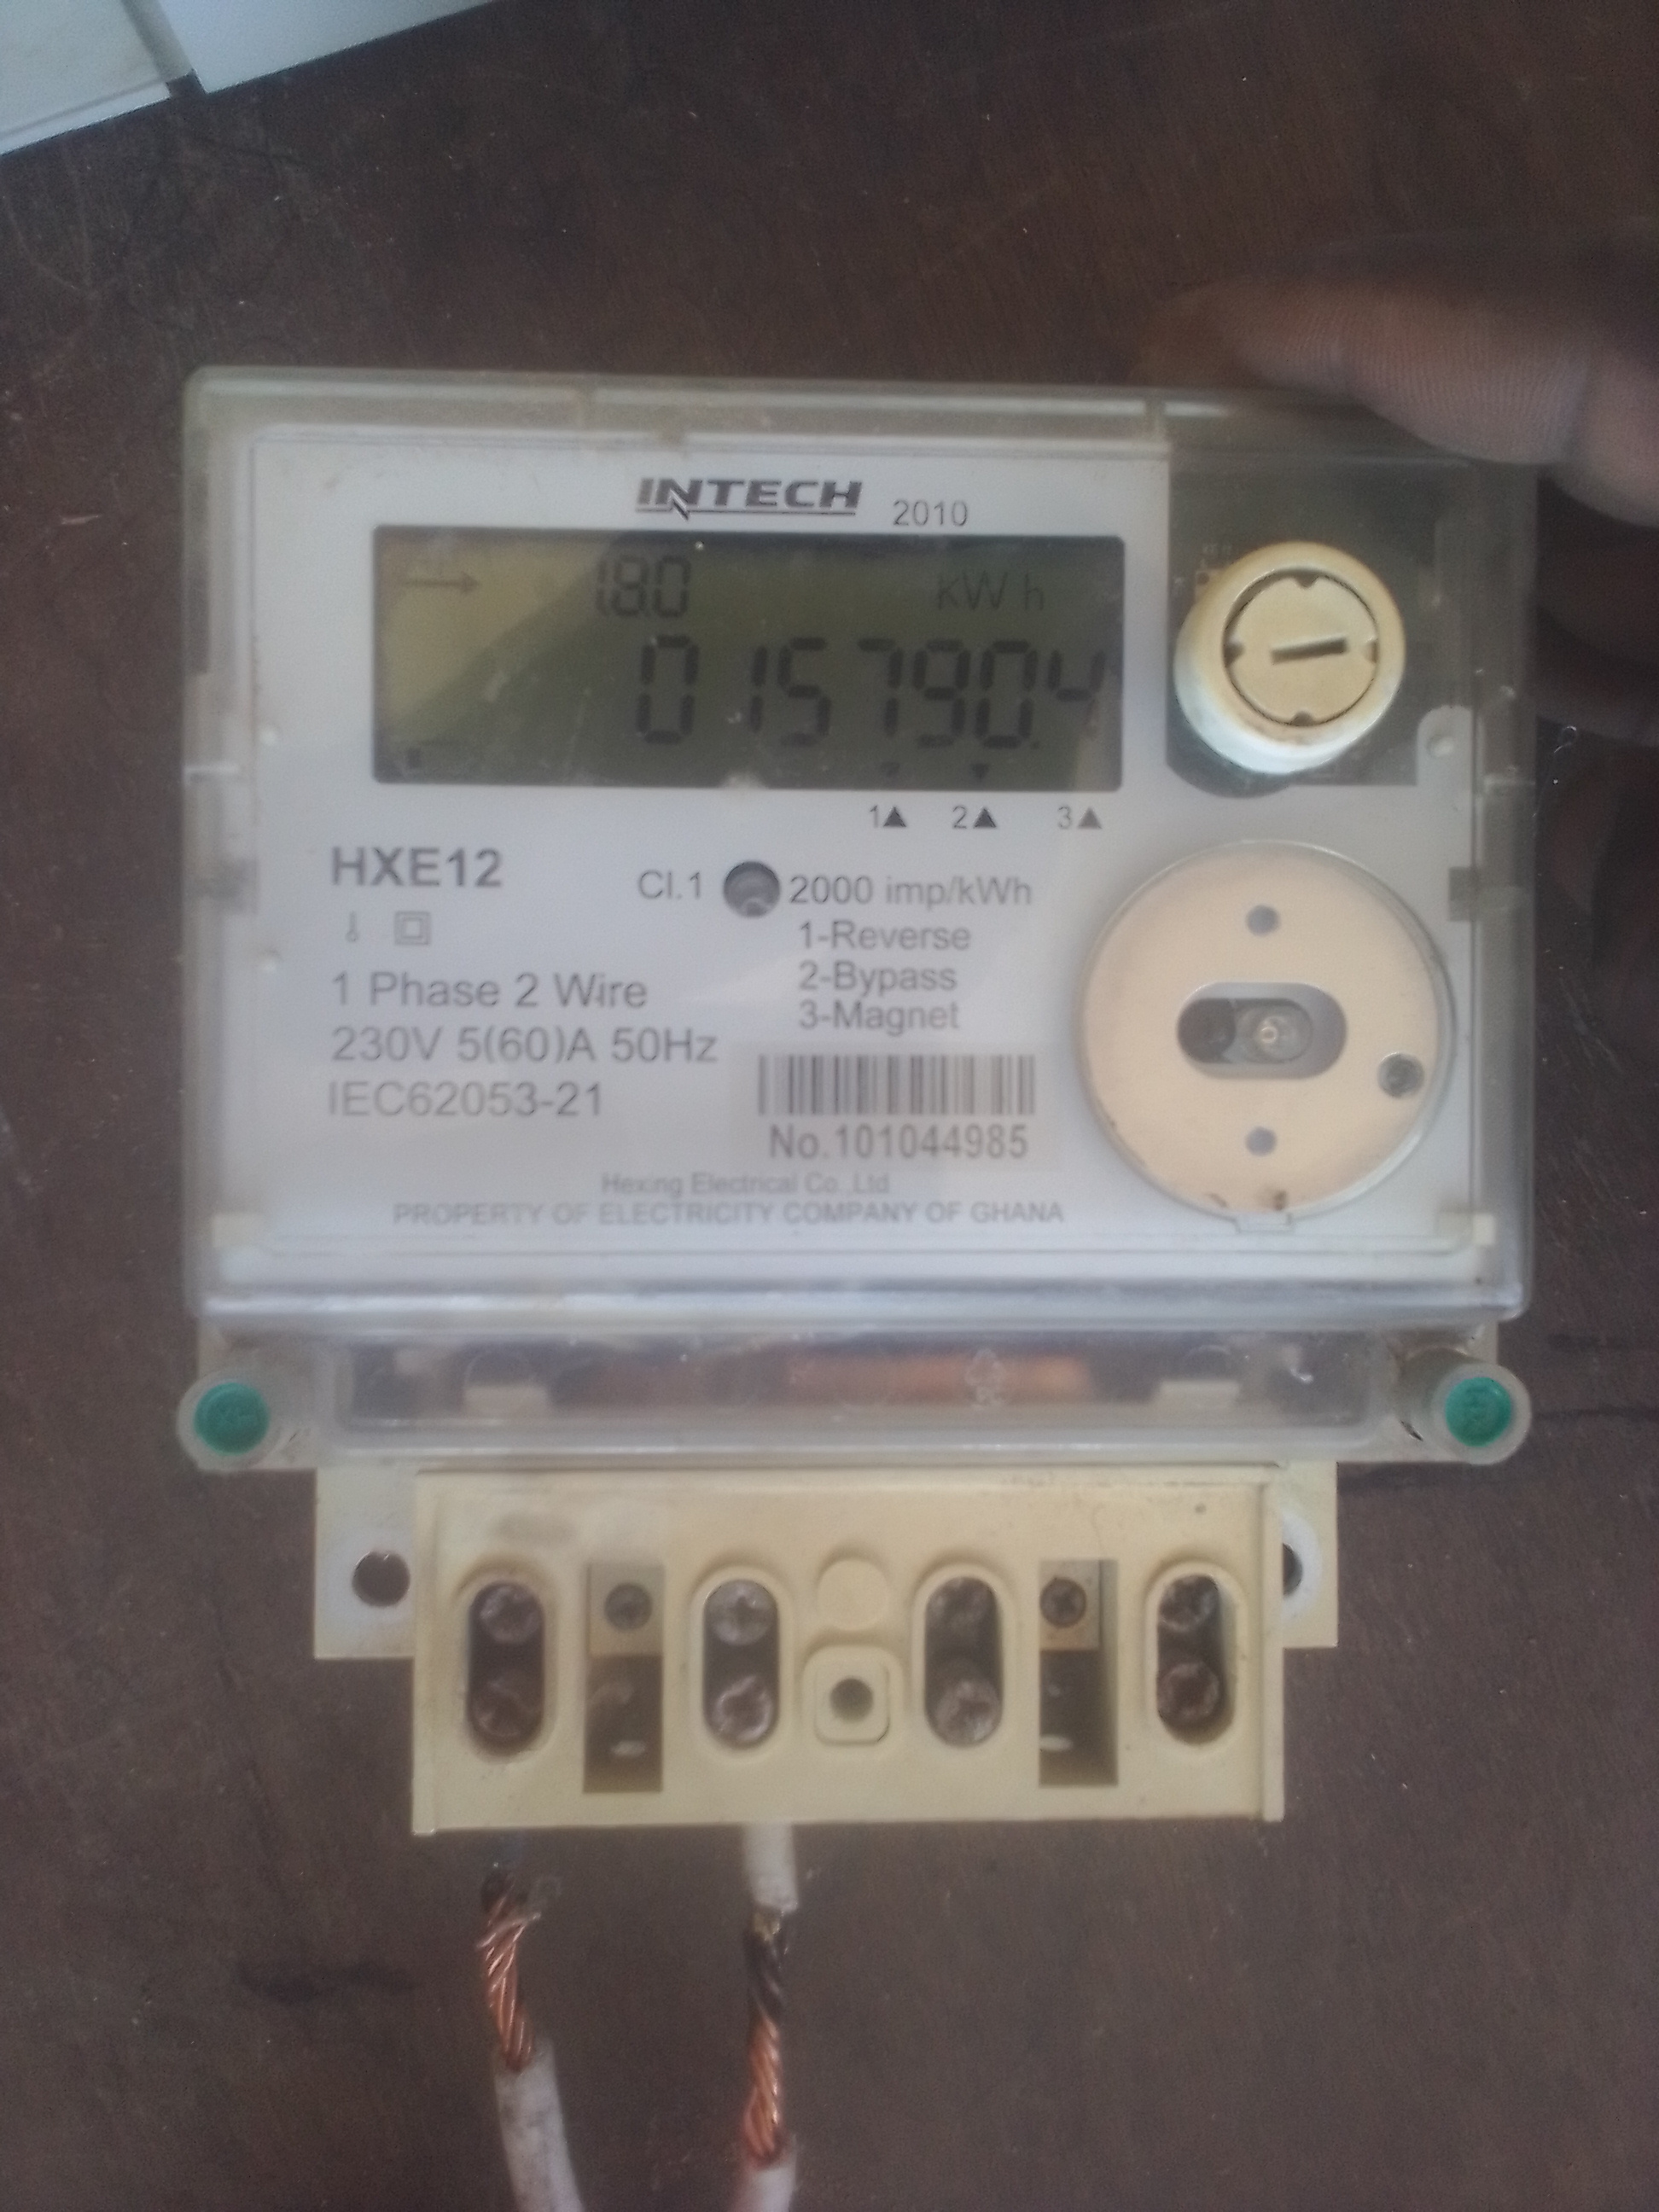 INTECH 2010
1.8.0 kWh
015790.4
1▲ 2▲ 3▲
HXE12
Cl.1 2000 imp/kWh
1-Reverse
2-Bypass
3-Magnet
1 Phase 2 Wire
230V 5(60)A 50Hz
IEC62053-21
No.101044985
Hexing Electrical Co.,Ltd
PROPERTY OF ELECTRICITY COMPANY OF GHANA